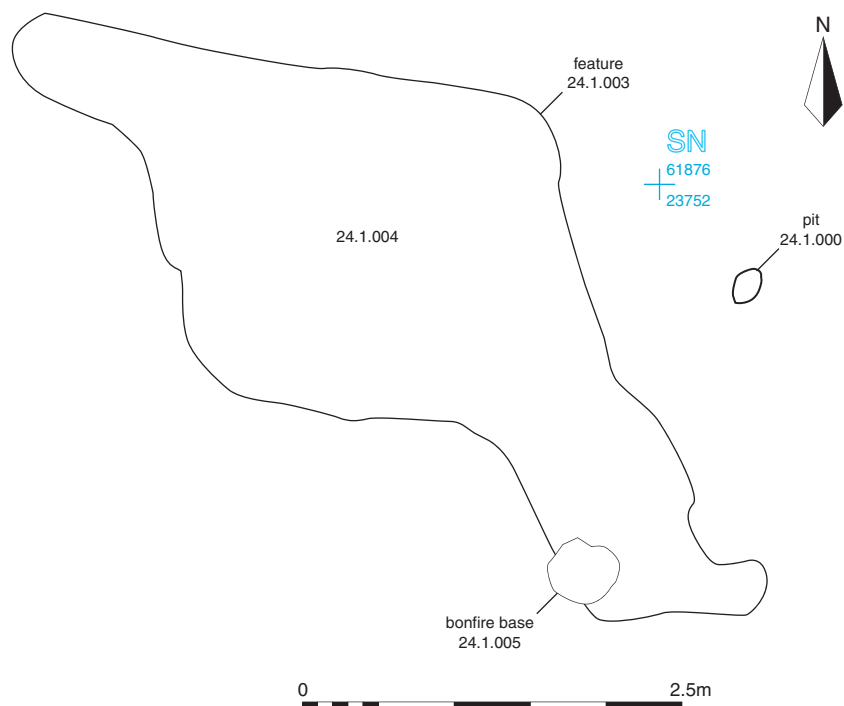 N
feature
24.1.003
SN
61876
23752
pit
24.1.000
24.1.004
bonfire base
24.1.005
0
2.5m